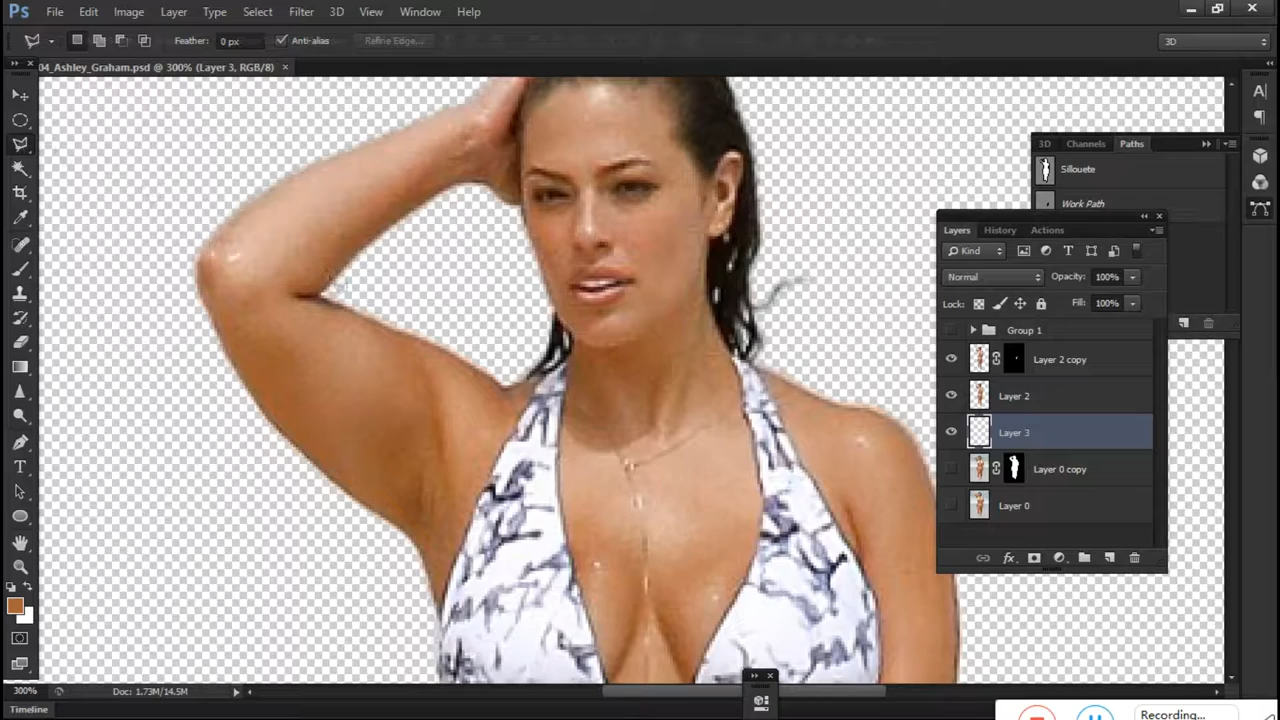 Ps File Edit Image Layer Type Select Filter 3D View Window Help
Feather: 0 px Anti-alias Refine Edge... 3D
04_Ashley_Graham.psd @ 300% (Layer 3, RGB/8) ×
3D Channels Paths
Sillouete
Work Path
Layers History Actions
Kind
Normal Opacity: 100%
Lock: Fill: 100%
Group 1
Layer 2 copy
Layer 2
Layer 3
Layer 0 copy
Layer 0
300% Doc: 1.73M/14.5M
Timeline
Recording...